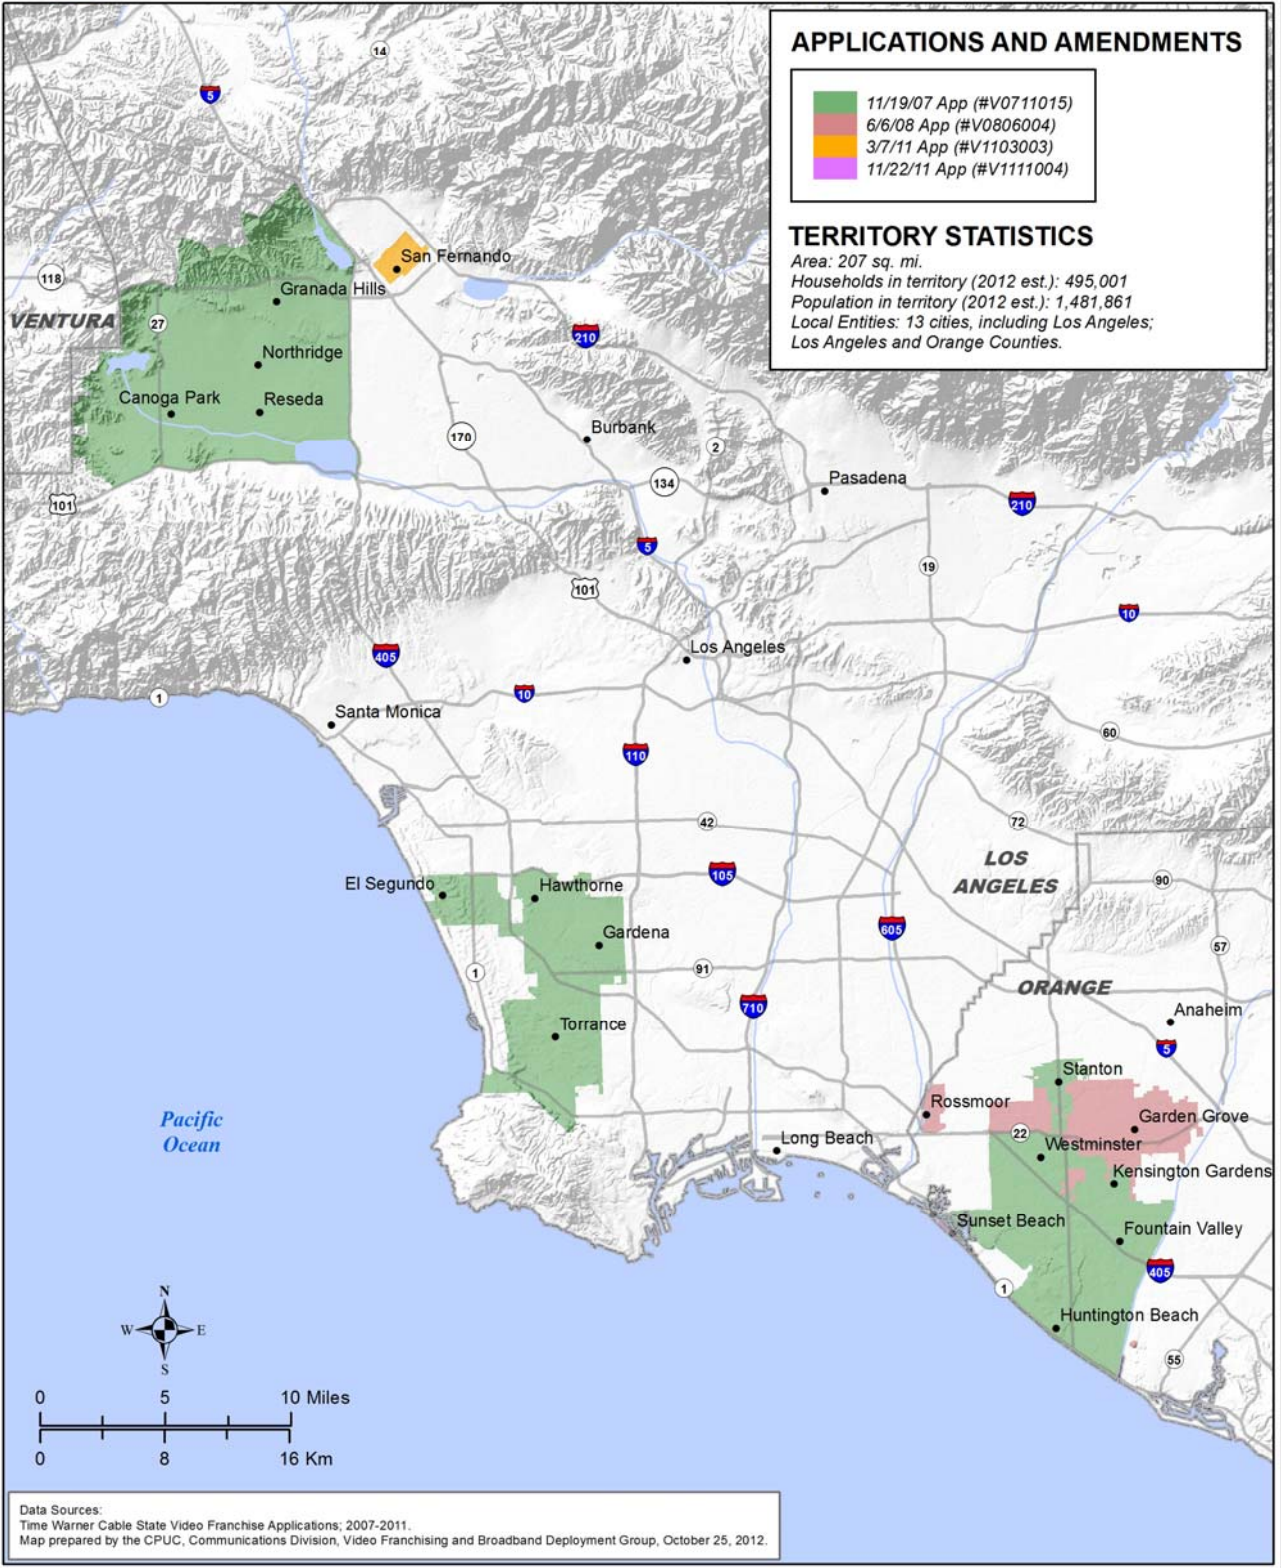 APPLICATIONS AND AMENDMENTS
11/19/07 App (#V0711015)
6/6/08 App (#V0806004)
3/7/11 App (#V1103003)
11/22/11 App (#V1111004)
TERRITORY STATISTICS
Area: 207 sq. mi.
Households in territory (2012 est.): 495,001
Population in territory (2012 est.): 1,481,861
Local Entities: 13 cities, including Los Angeles;
Los Angeles and Orange Counties.
14
5
San Fernando
118
Granada Hills
VENTURA
27
210
Northridge
Canoga Park
Reseda
170
Burbank
2
134
Pasadena
101
210
5
19
101
10
405
Los Angeles
1
10
Santa Monica
60
110
42
72
LOS
ANGELES
El Segundo
Hawthorne
105
90
Gardena
605
57
1
91
ORANGE
710
Anaheim
Torrance
5
Stanton
Rossmoor
Garden Grove
Pacific
Ocean
22
Long Beach
Westminster
Kensington Gardens
Sunset Beach
Fountain Valley
405
1
Huntington Beach
55
N
W
E
S
0
5
10 Miles
0
8
16 Km
Data Sources:
Time Warner Cable State Video Franchise Applications; 2007-2011.
Map prepared by the CPUC, Communications Division, Video Franchising and Broadband Deployment Group, October 25, 2012.